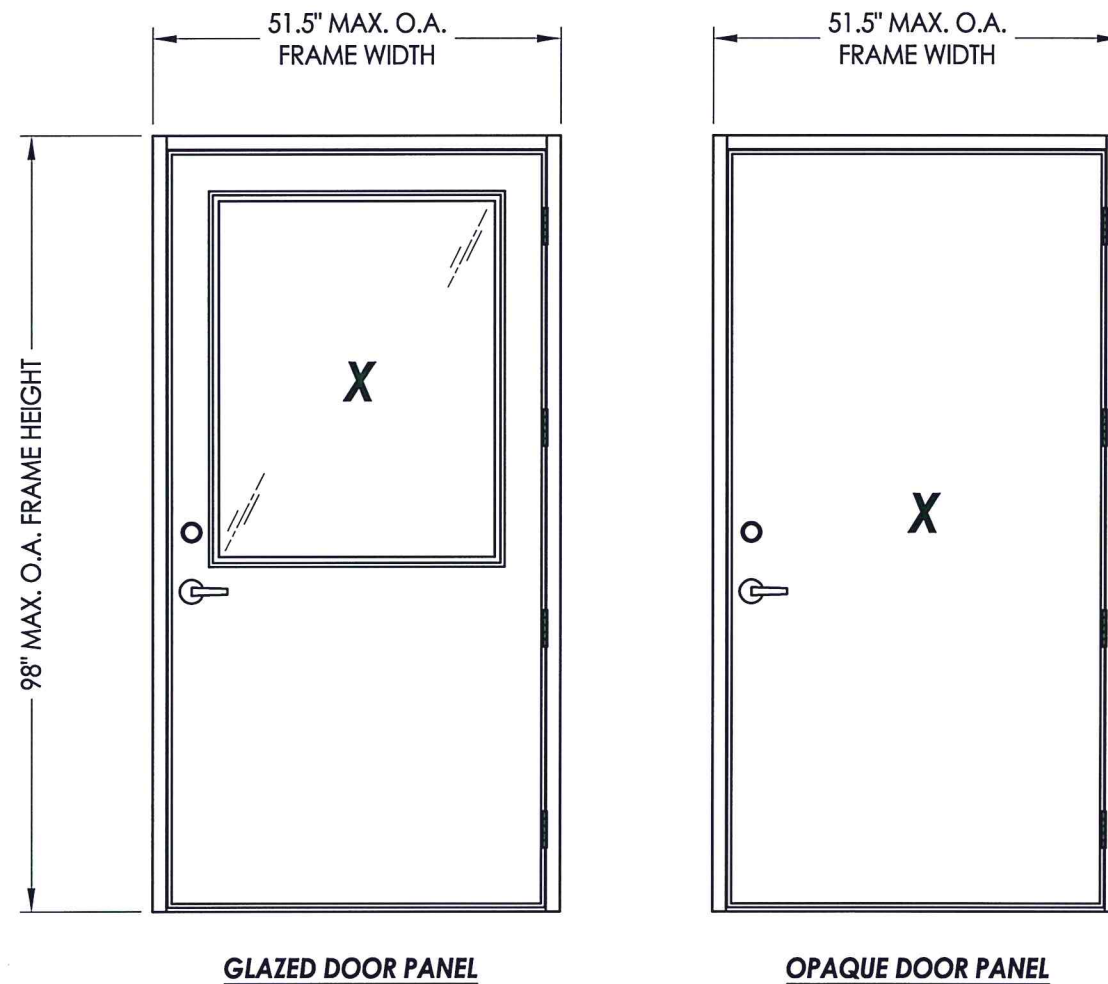 51.5" MAX. O.A.
FRAME WIDTH
51.5" MAX. O.A.
FRAME WIDTH
98" MAX. O.A. FRAME HEIGHT
X
X
GLAZED DOOR PANEL
OPAQUE DOOR PANEL